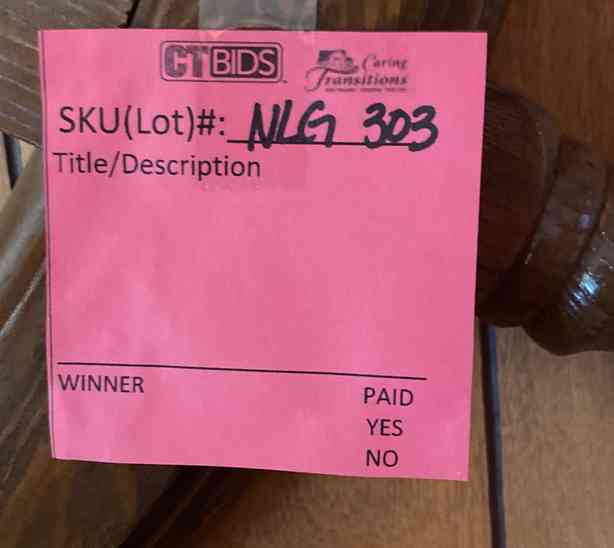 CTBIDS
Caring Transitions
SKU(Lot)#: NLG 303
Title/Description
WINNER
PAID
YES
NO